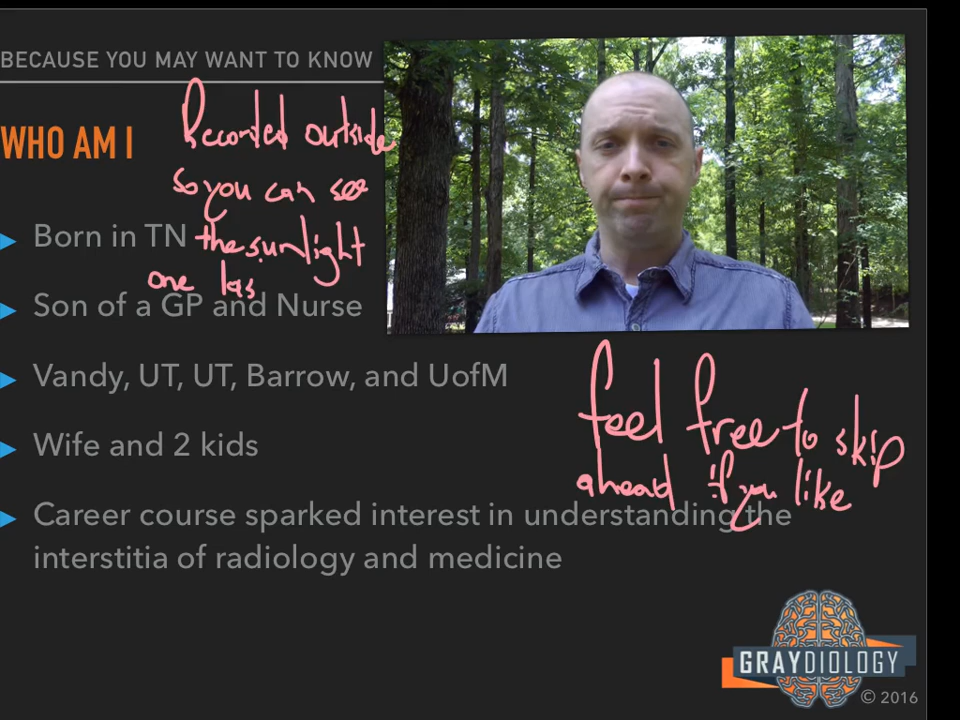 BECAUSE YOU MAY WANT TO KNOW
WHO AM I
Recorded outside
so you can see
the sunlight
one las
▶ Born in TN
▶ Son of a GP and Nurse
▶ Vandy, UT, UT, Barrow, and UofM
▶ Wife and 2 kids
▶ Career course sparked interest in understanding the
interstitia of radiology and medicine
feel free to skip
ahead if you like
GRAYDIOLOGY
© 2016